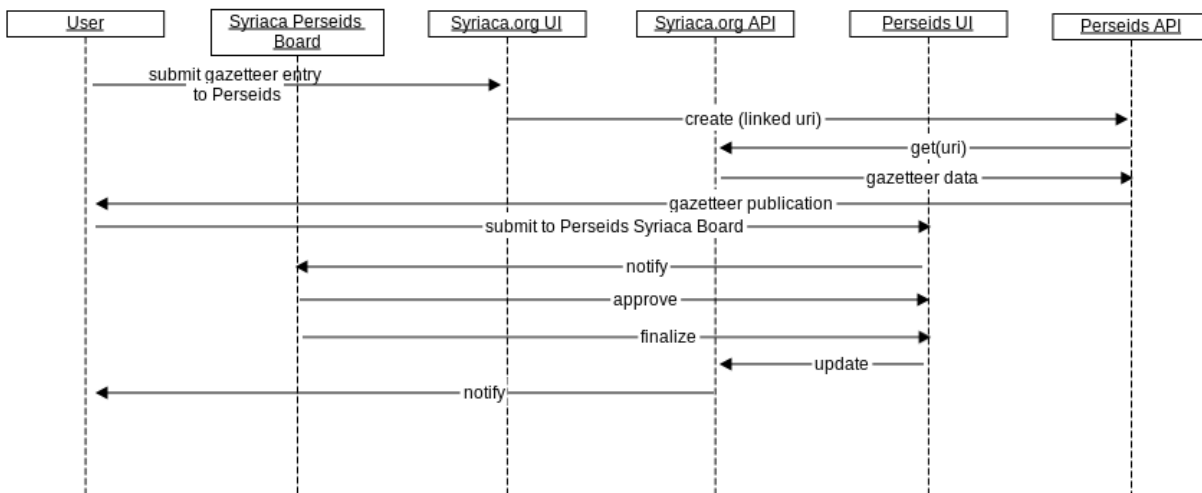 User
Syriaca Perseids
Board
Syriaca.org UI
Syriaca.org API
Perseids UI
Perseids API
submit gazetteer entry
to Perseids
create (linked uri)
get(uri)
gazetteer data
gazetteer publication
submit to Perseids Syriaca Board
notify
approve
finalize
update
notify